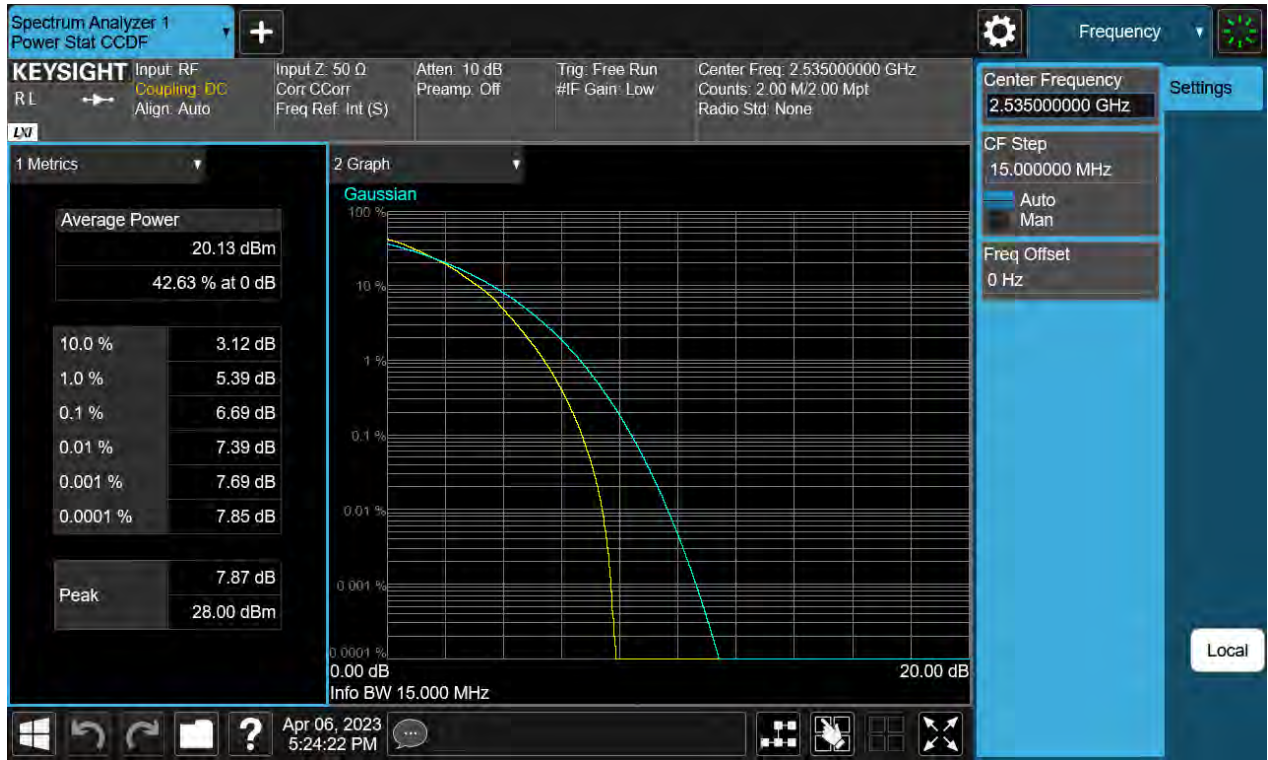 Spectrum Analyzer 1
Power Stat CCDF
Frequency
KEYSIGHT
RL
LXI
Input: RF
Coupling: DC
Align: Auto
Input Z: 50 Ω
Corr CCorr
Freq Ref: Int (S)
Atten: 10 dB
Preamp: Off
Trig: Free Run
#IF Gain: Low
Center Freq: 2.535000000 GHz
Counts: 2.00 M/2.00 Mpt
Radio Std: None
Center Frequency
2.535000000 GHz
Settings
CF Step
15.000000 MHz
Auto
Man
Freq Offset
0 Hz
1 Metrics
Average Power
20.13 dBm
42.63 % at 0 dB
10.0 % 3.12 dB
1.0 % 5.39 dB
0.1 % 6.69 dB
0.01 % 7.39 dB
0.001 % 7.69 dB
0.0001 % 7.85 dB
Peak
7.87 dB
28.00 dBm
2 Graph
Gaussian
100 %
10 %
1 %
0.1 %
0.01 %
0.001 %
0.0001 %
0.00 dB 20.00 dB
Info BW 15.000 MHz
Local
?
Apr 06, 2023
5:24:22 PM